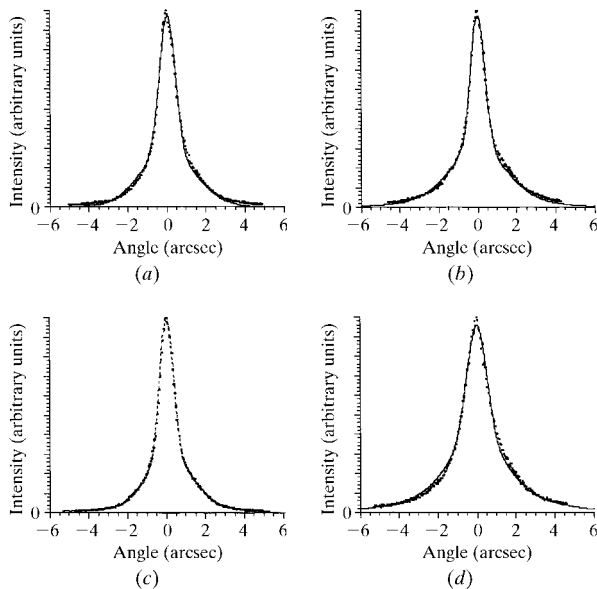 Intensity (arbitrary units)
0
−6 −4 −2 0 2 4 6
Angle (arcsec)
(a)
Intensity (arbitrary units)
0
−6 −4 −2 0 2 4 6
Angle (arcsec)
(b)
Intensity (arbitrary units)
0
−6 −4 −2 0 2 4 6
Angle (arcsec)
(c)
Intensity (arbitrary units)
0
−6 −4 −2 0 2 4 6
Angle (arcsec)
(d)